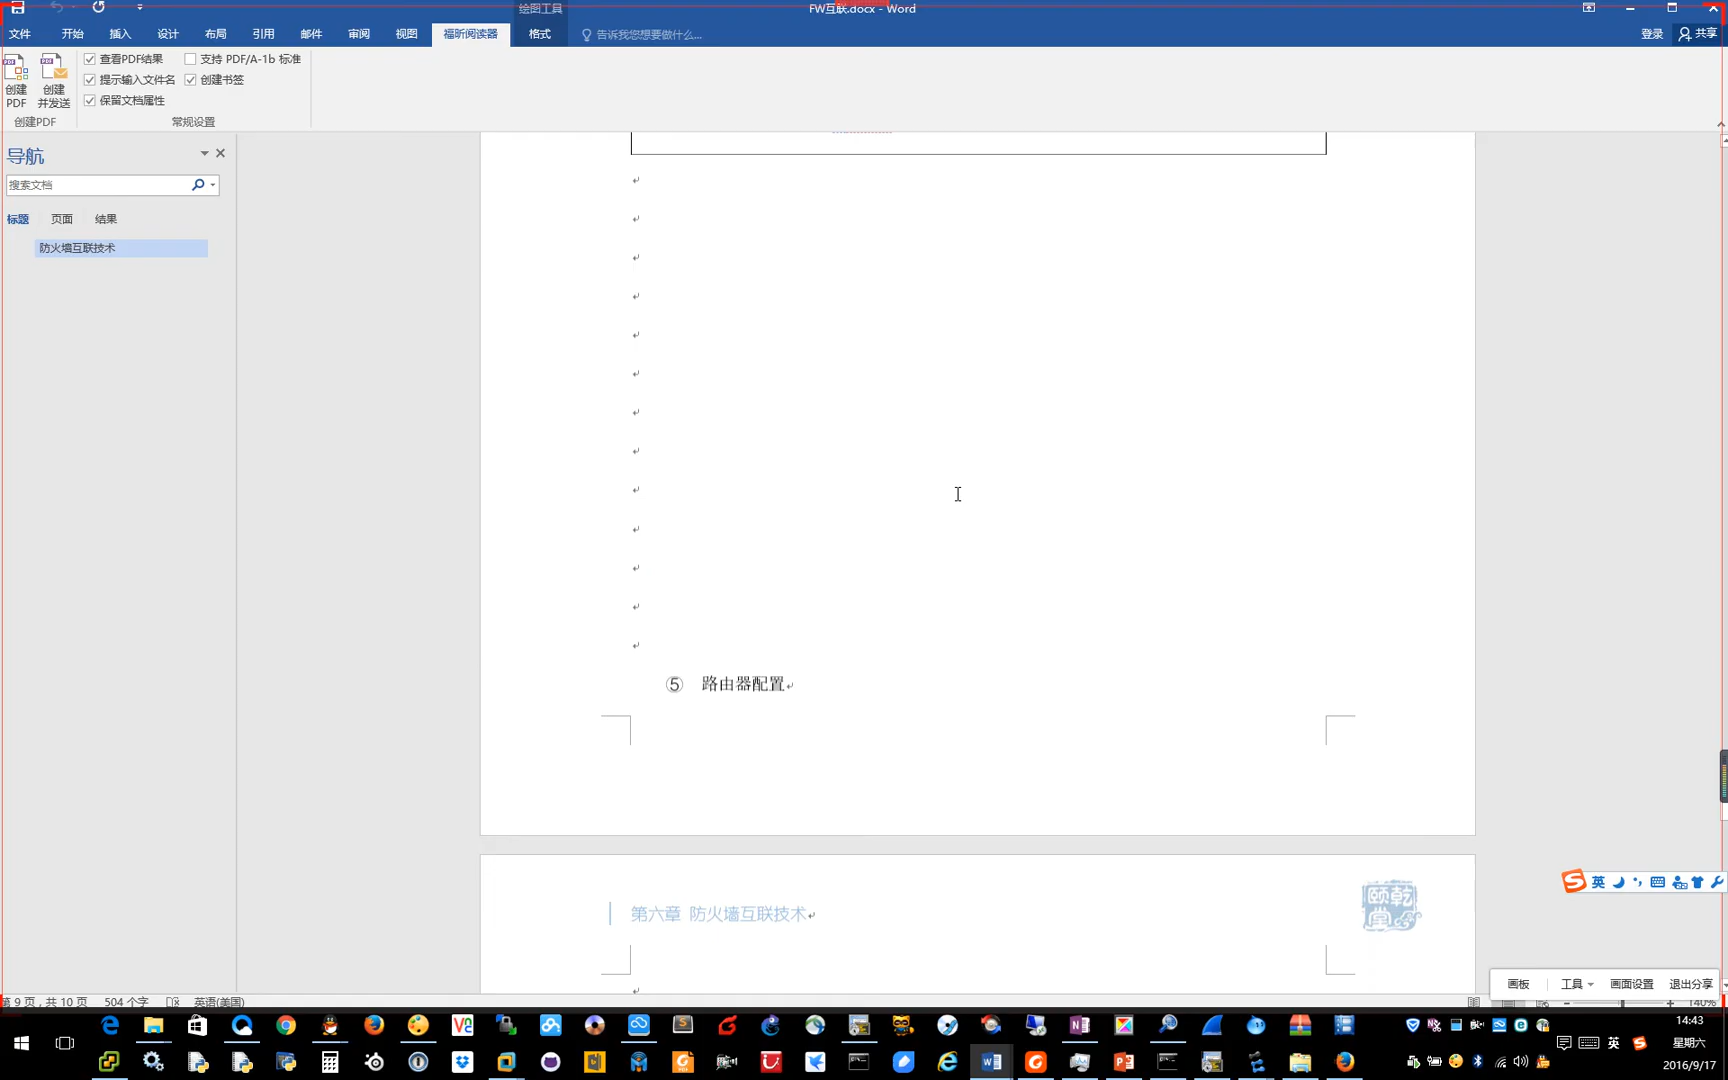 绘图工具
FW互联.docx - Word
文件 开始 插入 设计 布局 引用 邮件 审阅 视图 福昕阅读器 格式 告诉我您想要做什么... 登录 共享
查看PDF结果 支持 PDF/A-1b 标准
提示输入文件名 创建书签
保留文档属性
创建
PDF
创建
并发送
创建PDF
常规设置
导航
搜索文档
标题 页面 结果
防火墙互联技术
⑤ 路由器配置
第六章 防火墙互联技术
颐乾堂
英
画板 工具 画面设置 退出分享
第 9 页，共 10 页 504 个字 英语(美国)
140%
14:43
英
星期六
2016/9/17